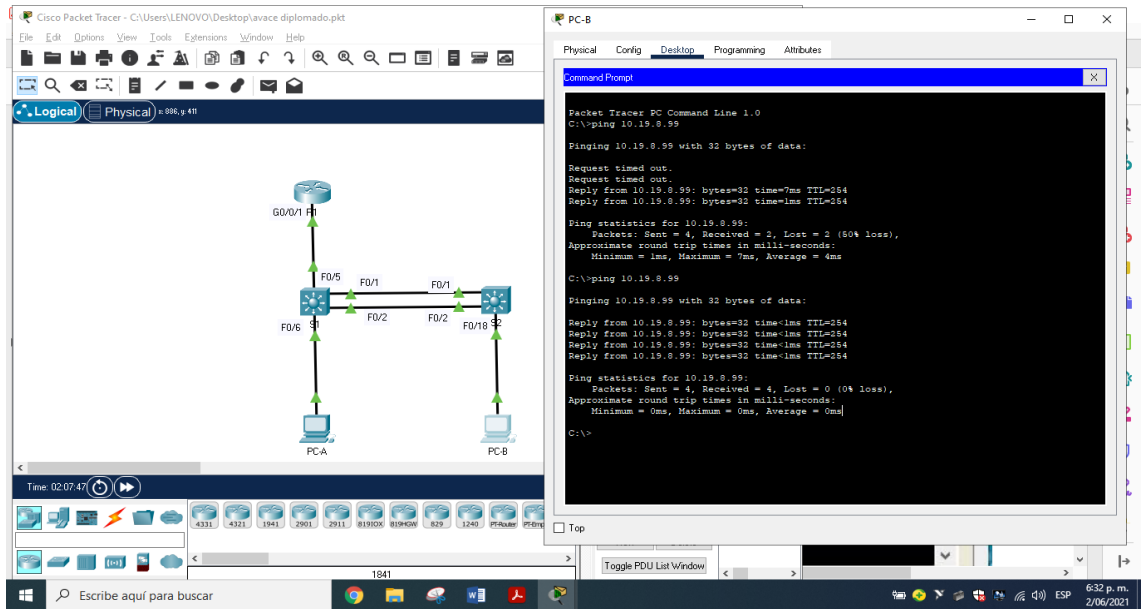 Cisco Packet Tracer - C:\Users\LENOVO\Desktop\avace diplomado.pkt
File Edit Options View Tools Extensions Window Help
Logical Physical x: 886, y: 411
G0/0/1 R1
F0/5
F0/1
F0/1
F0/6 S1
F0/2
F0/2
F0/18 S2
PC-A
PC-B
Time: 02:07:47
4331 4321 1941 2901 2911 819IOX 819HGW 829 1240 PT-Router PT-Emp
1841
PC-B
Physical Config Desktop Programming Attributes
Command Prompt X
Packet Tracer PC Command Line 1.0
C:\>ping 10.19.8.99
Pinging 10.19.8.99 with 32 bytes of data:
Request timed out.
Request timed out.
Reply from 10.19.8.99: bytes=32 time=7ms TTL=254
Reply from 10.19.8.99: bytes=32 time=1ms TTL=254
Ping statistics for 10.19.8.99:
Packets: Sent = 4, Received = 2, Lost = 2 (50% loss),
Approximate round trip times in milli-seconds:
Minimum = 1ms, Maximum = 7ms, Average = 4ms
C:\>ping 10.19.8.99
Pinging 10.19.8.99 with 32 bytes of data:
Reply from 10.19.8.99: bytes=32 time<1ms TTL=254
Reply from 10.19.8.99: bytes=32 time<1ms TTL=254
Reply from 10.19.8.99: bytes=32 time<1ms TTL=254
Reply from 10.19.8.99: bytes=32 time<1ms TTL=254
Ping statistics for 10.19.8.99:
Packets: Sent = 4, Received = 4, Lost = 0 (0% loss),
Approximate round trip times in milli-seconds:
Minimum = 0ms, Maximum = 0ms, Average = 0ms
C:\>
Top
Toggle PDU List Window
Escribe aquí para buscar
ESP
6:32 p. m.
2/06/2021